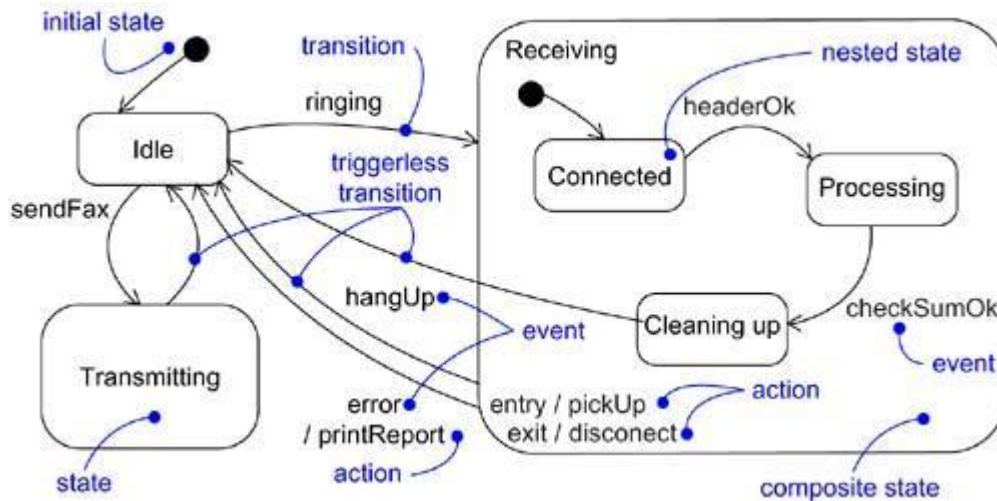 initial state
transition
Receiving
nested state
ringing
headerOk
Idle
triggerless
transition
Connected
Processing
sendFax
hangUp
Cleaning up
checkSumOk
event
event
Transmitting
error
/ printReport
entry / pickUp
exit / disconect
action
state
action
composite state